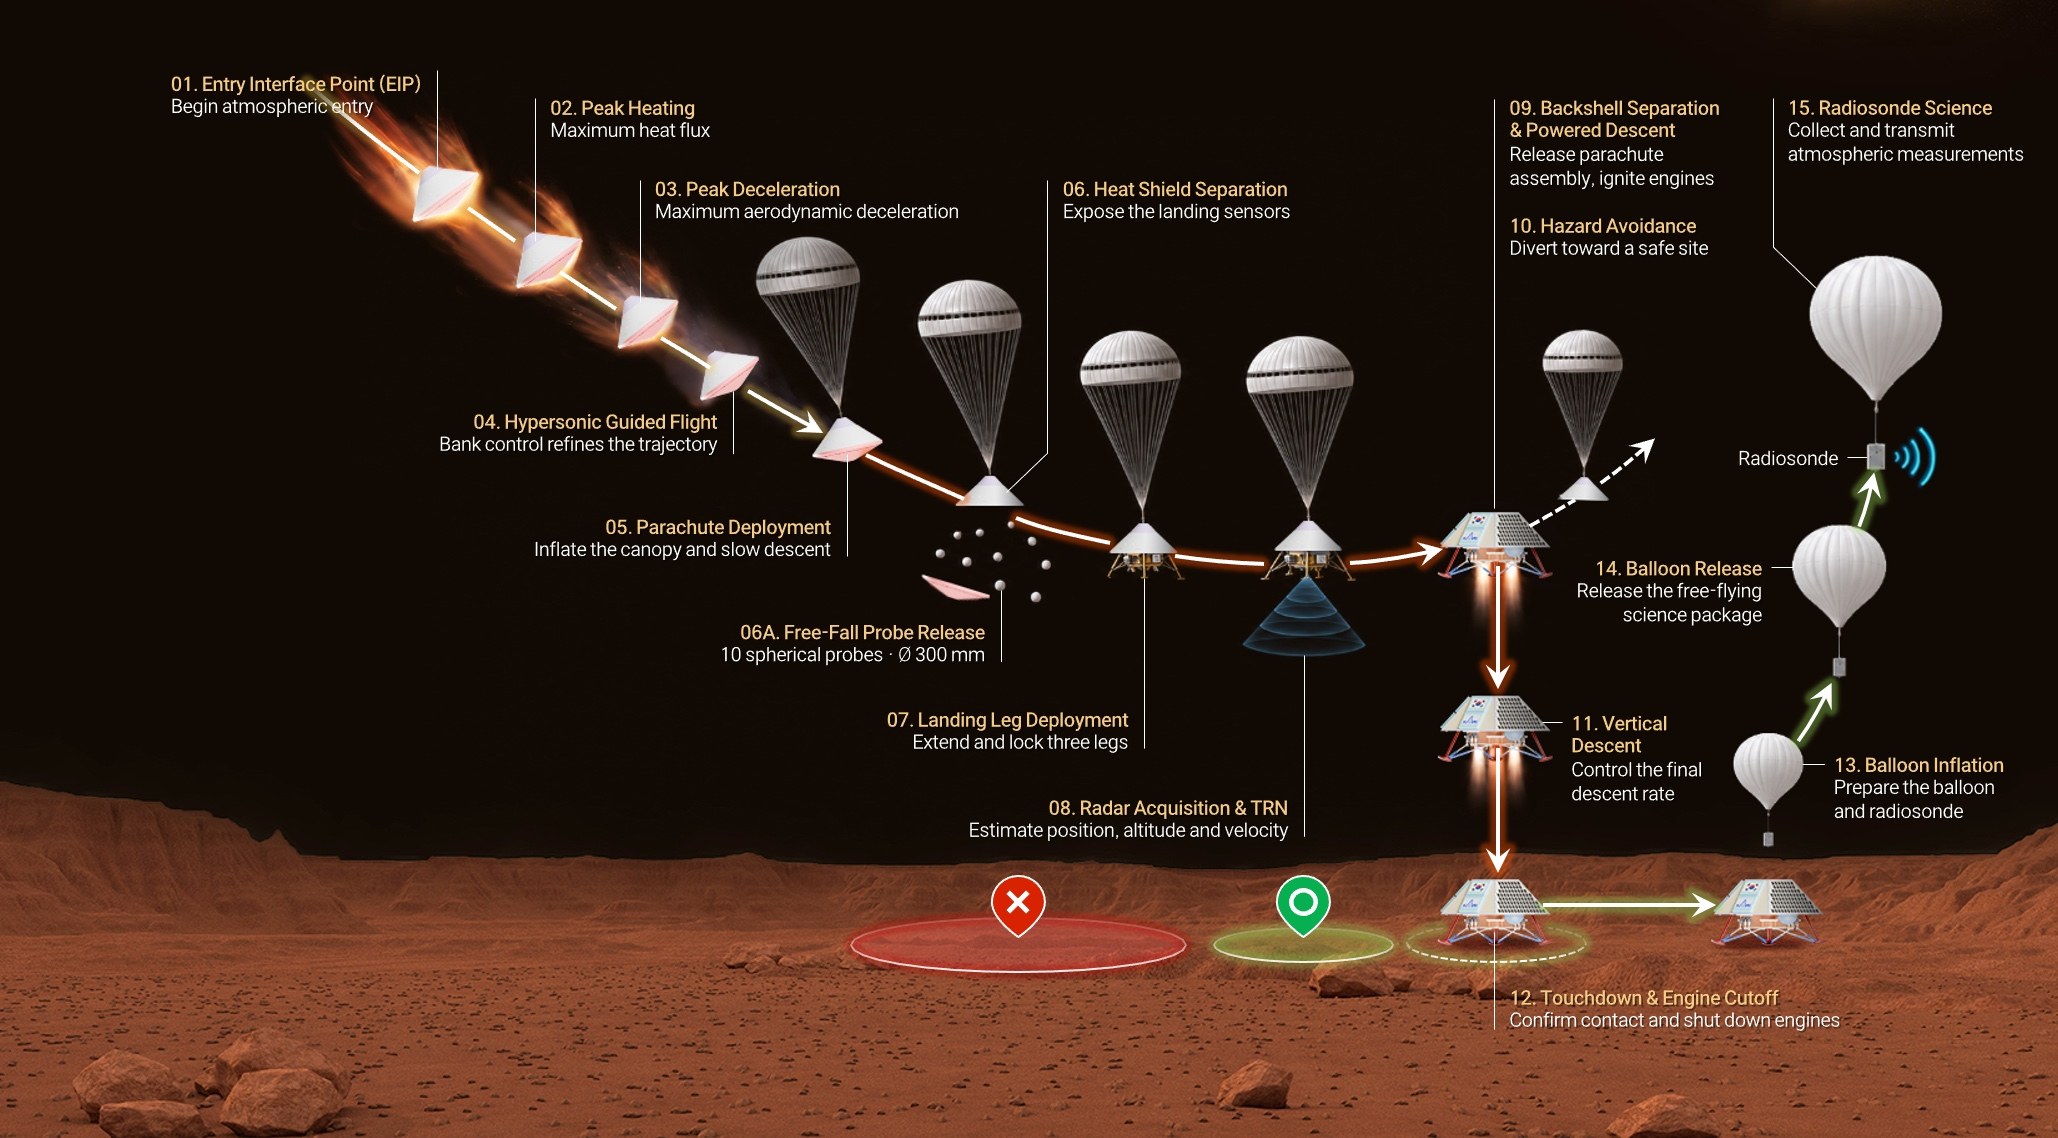 01. Entry Interface Point (EIP)
Begin atmospheric entry
02. Peak Heating
Maximum heat flux
03. Peak Deceleration
Maximum aerodynamic deceleration
04. Hypersonic Guided Flight
Bank control refines the trajectory
05. Parachute Deployment
Inflate the canopy and slow descent
06. Heat Shield Separation
Expose the landing sensors
06A. Free-Fall Probe Release
10 spherical probes · Ø 300 mm
07. Landing Leg Deployment
Extend and lock three legs
08. Radar Acquisition & TRN
Estimate position, altitude and velocity
09. Backshell Separation
& Powered Descent
Release parachute
assembly, ignite engines
10. Hazard Avoidance
Divert toward a safe site
11. Vertical
Descent
Control the final
descent rate
12. Touchdown & Engine Cutoff
Confirm contact and shut down engines
13. Balloon Inflation
Prepare the balloon
and radiosonde
14. Balloon Release
Release the free-flying
science package
Radiosonde
15. Radiosonde Science
Collect and transmit
atmospheric measurements